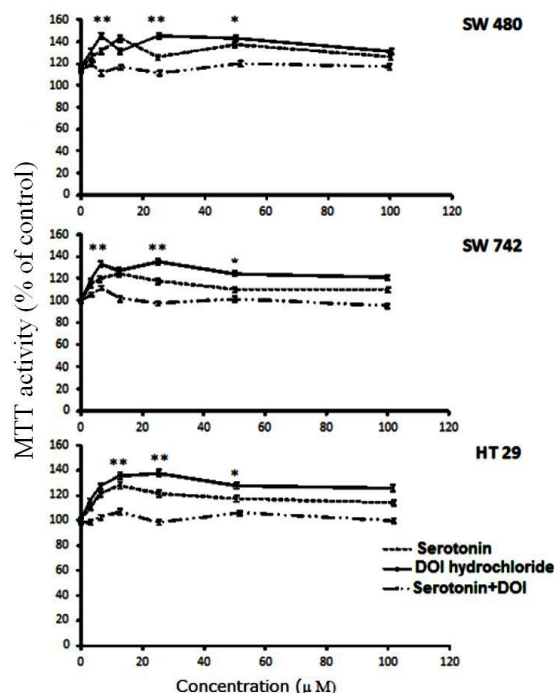 MTT activity (% of control)
SW 480
** ** *
160
140
120
100
80
60
40
20
0
0 20 40 60 80 100 120
SW 742
** ** *
160
140
120
100
80
60
40
20
0
0 20 40 60 80 100 120
HT 29
** ** *
160
140
120
100
80
60
40
20
0
Serotonin
DOI hydrochloride
Serotonin+DOI
0 20 40 60 80 100 120
Concentration (µ M)